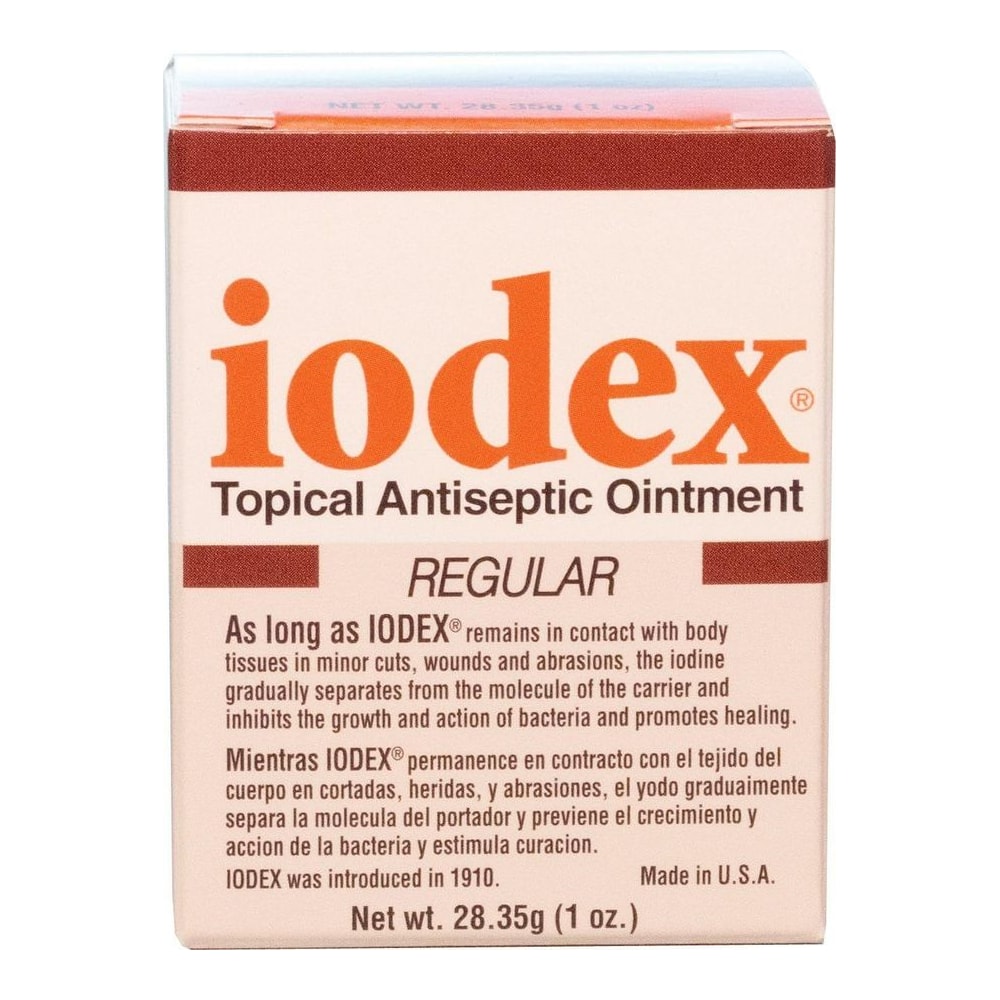 NET WT. 28.35g (1 oz)
iodex®
Topical Antiseptic Ointment
REGULAR
As long as IODEX® remains in contact with body
tissues in minor cuts, wounds and abrasions, the iodine
gradually separates from the molecule of the carrier and
inhibits the growth and action of bacteria and promotes healing.
Mientras IODEX® permanence en contracto con el tejido del
cuerpo en cortadas, heridas, y abrasiones, el yodo graduaimente
separa la molecula del portador y previene el crecimiento y
accion de la bacteria y estimula curacion.
IODEX was introduced in 1910. Made in U.S.A.
Net wt. 28.35g (1 oz.)